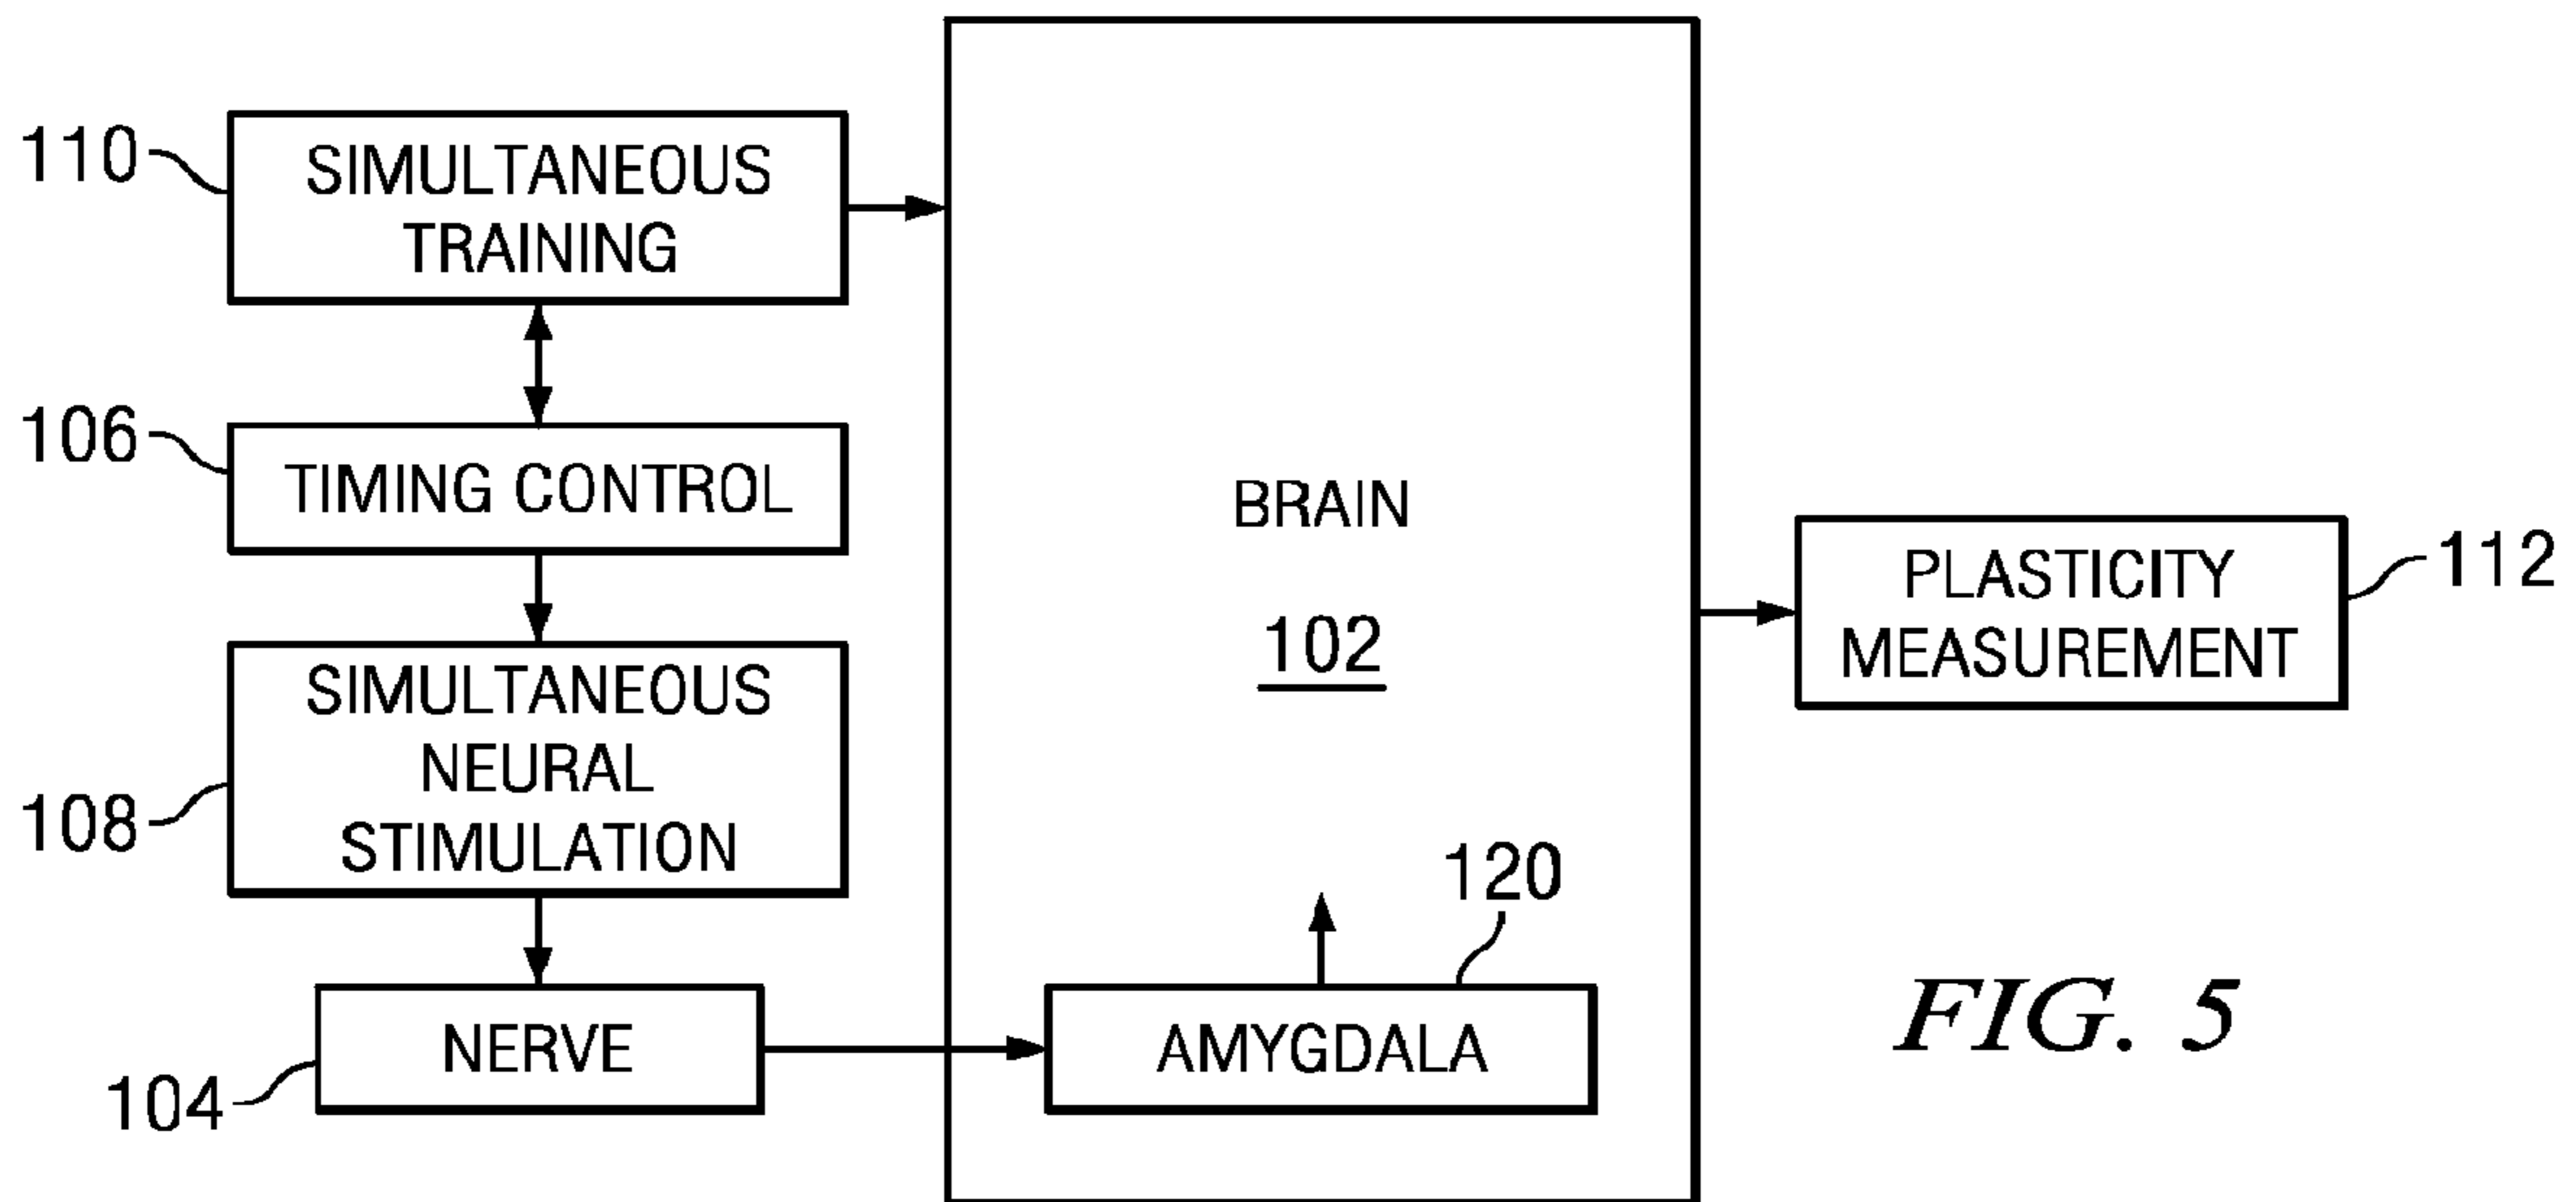 110
SIMULTANEOUS
TRAINING
106
TIMING CONTROL
108
SIMULTANEOUS
NEURAL
STIMULATION
104
NERVE
BRAIN
102
120
AMYGDALA
PLASTICITY
MEASUREMENT
112
FIG. 5